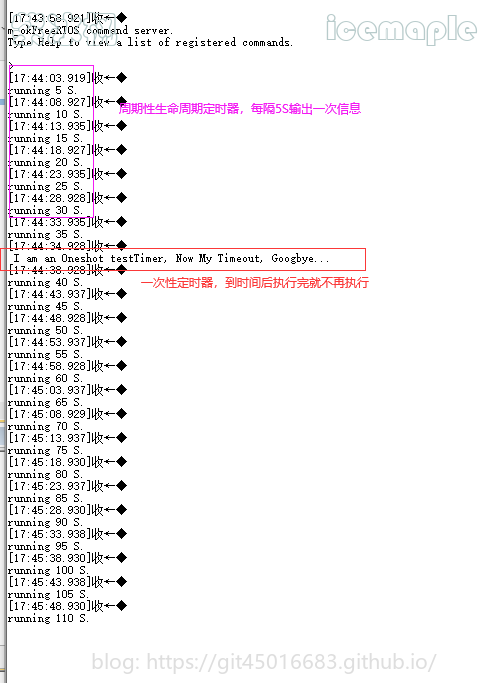 [17:43:58.921]收←◆
m_okFreeRTOS command server.
Type Help to view a list of registered commands.
icemaple
>
[17:44:03.919]收←◆
running 5 S.
[17:44:08.927]收←◆
周期性生命周期定时器，每隔5S输出一次信息
running 10 S.
[17:44:13.935]收←◆
running 15 S.
[17:44:18.927]收←◆
running 20 S.
[17:44:23.935]收←◆
running 25 S.
[17:44:28.928]收←◆
running 30 S.
[17:44:33.935]收←◆
running 35 S.
[17:44:34.928]收←◆
I am an Oneshot testTimer, Now My Timeout, Googbye...
[17:44:38.928]收←◆
running 40 S.
一次性定时器，到时间后执行完就不再执行
[17:44:43.937]收←◆
running 45 S.
[17:44:48.928]收←◆
running 50 S.
[17:44:53.937]收←◆
running 55 S.
[17:44:58.928]收←◆
running 60 S.
[17:45:03.937]收←◆
running 65 S.
[17:45:08.929]收←◆
running 70 S.
[17:45:13.937]收←◆
running 75 S.
[17:45:18.930]收←◆
running 80 S.
[17:45:23.937]收←◆
running 85 S.
[17:45:28.930]收←◆
running 90 S.
[17:45:33.938]收←◆
running 95 S.
[17:45:38.930]收←◆
running 100 S.
[17:45:43.938]收←◆
running 105 S.
[17:45:48.930]收←◆
running 110 S.
blog: https://git45016683.github.io/